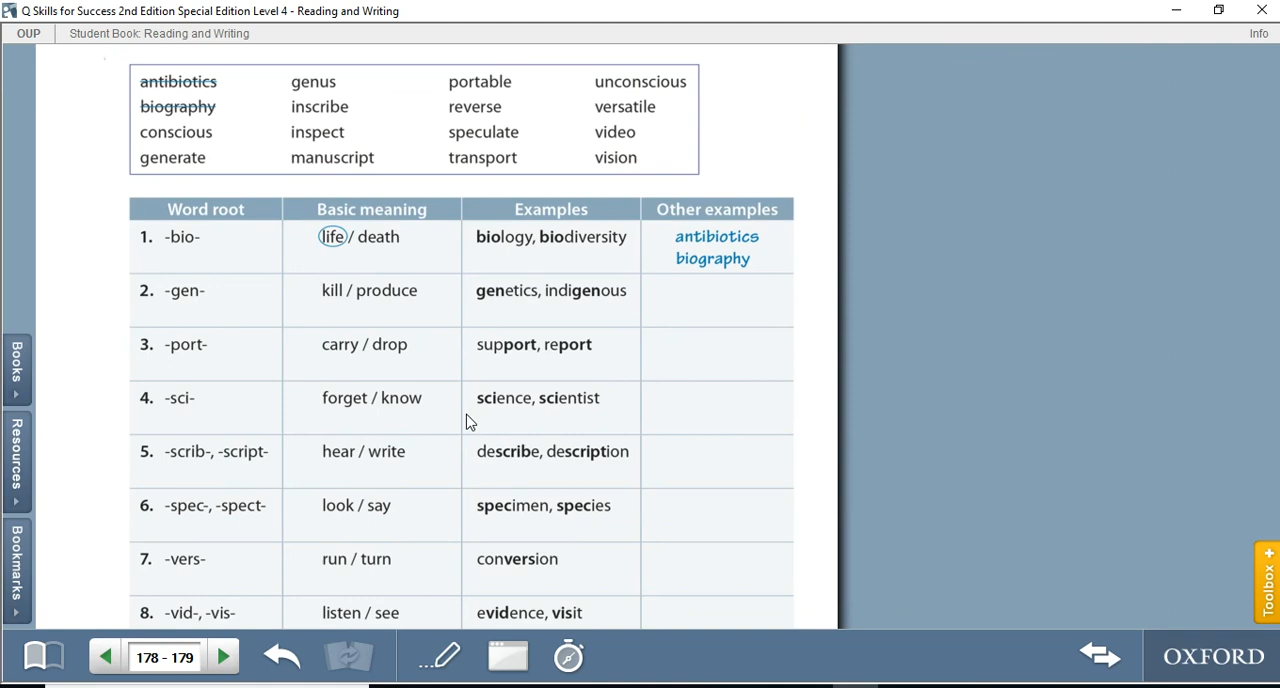 Q Skills for Success 2nd Edition Special Edition Level 4 - Reading and Writing
OUP Student Book: Reading and Writing Info
antibiotics genus portable unconscious
biography inscribe reverse versatile
conscious inspect speculate video
generate manuscript transport vision
Word root Basic meaning Examples Other examples
1. -bio- life / death biology, biodiversity antibiotics
biography
2. -gen- kill / produce genetics, indigenous
3. -port- carry / drop support, report
4. -sci- forget / know science, scientist
5. -scrib-, -script- hear / write describe, description
6. -spec-, -spect- look / say specimen, species
7. -vers- run / turn conversion
8. -vid-, -vis- listen / see evidence, visit
Books
Resources
Bookmarks
Toolbox +
178 - 179
OXFORD